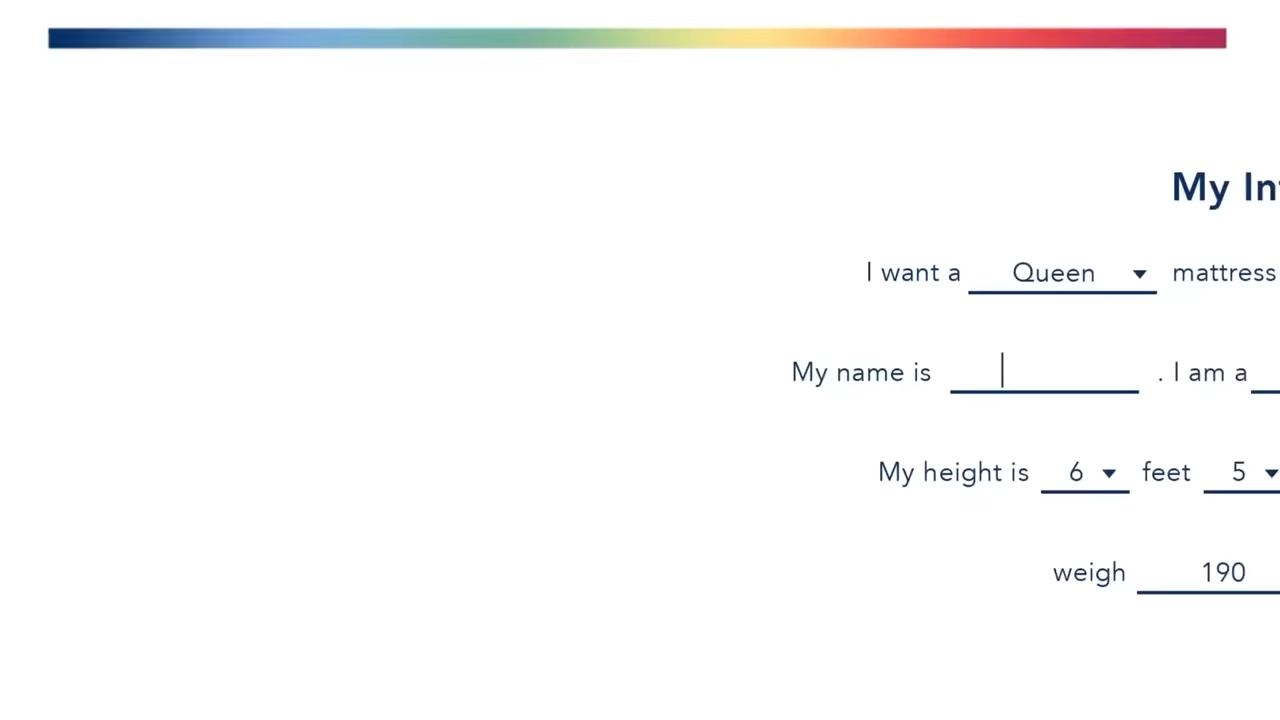 My In
I want a Queen mattress
My name is . I am a
My height is 6 feet 5
weigh 190